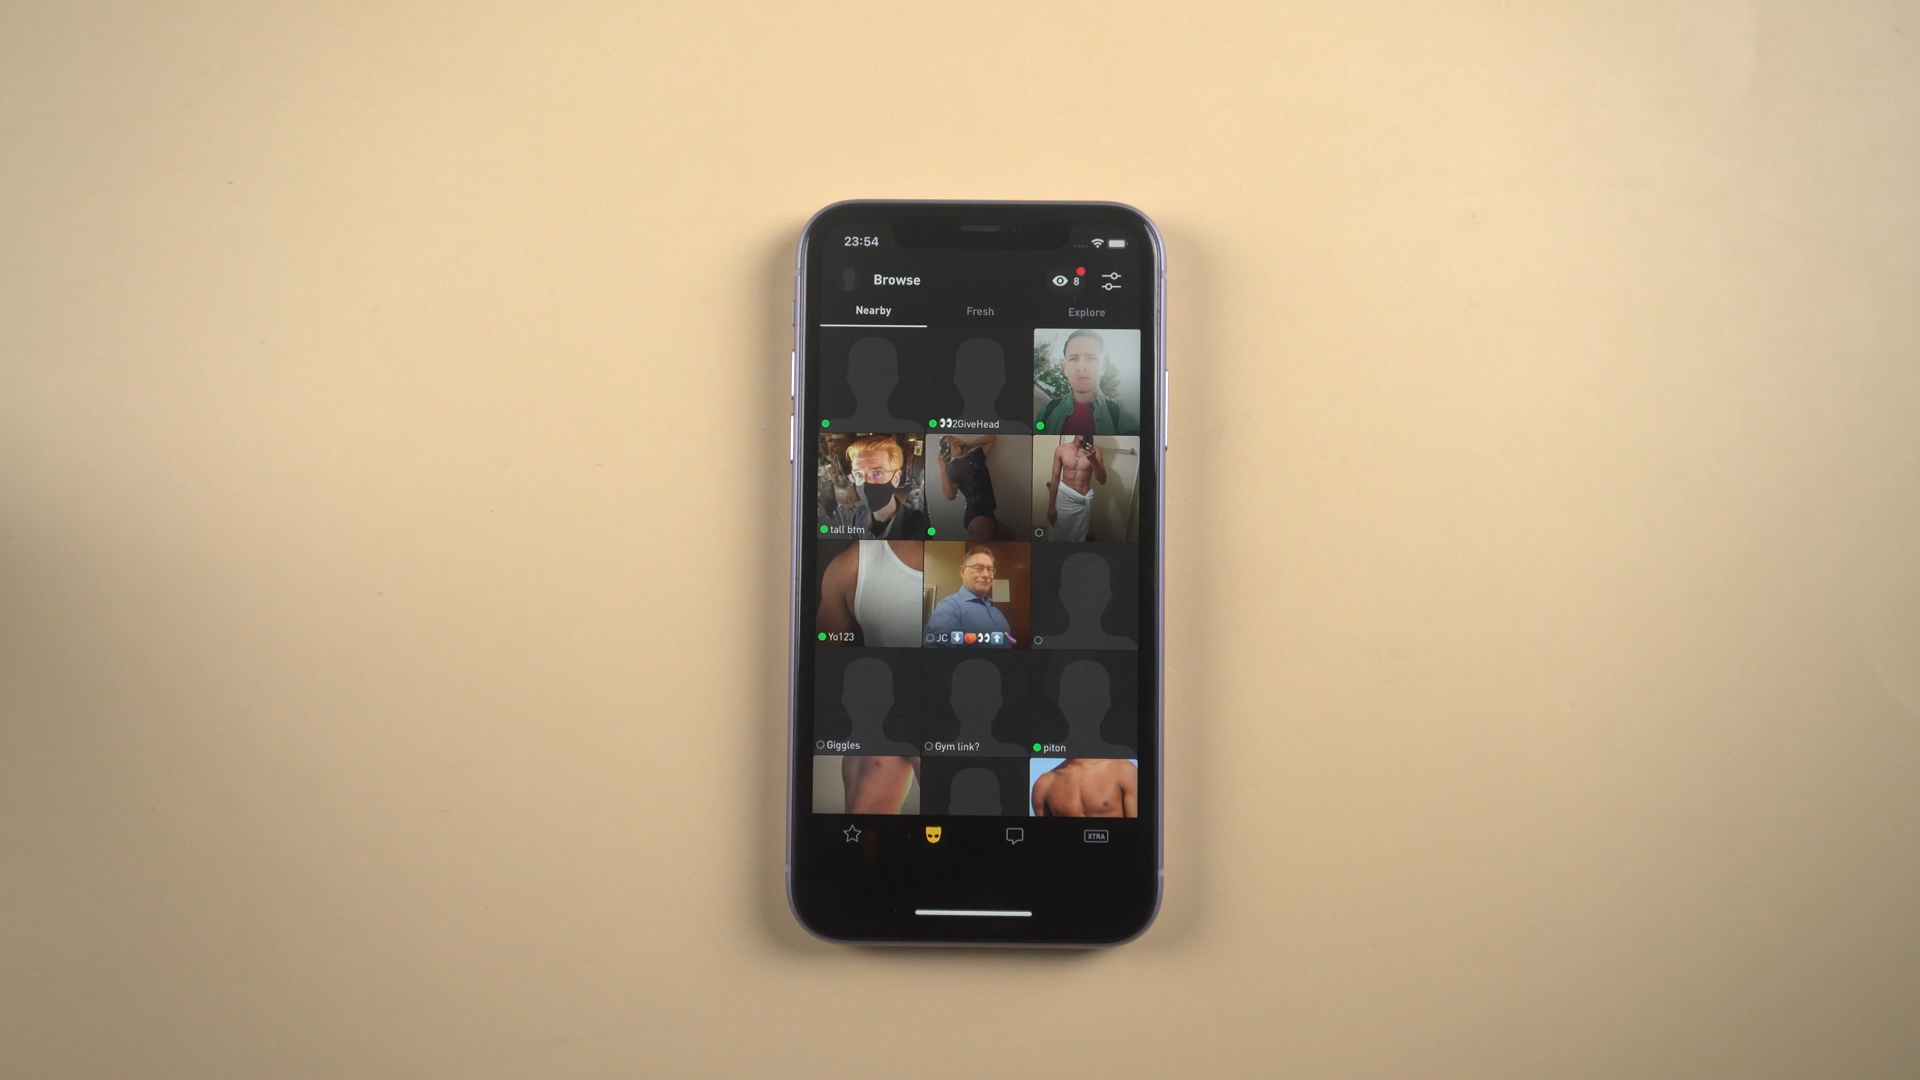 23:54
Browse
8
Nearby Fresh Explore
👀2GiveHead
tall btm
Yo123
JC ⬇️🍑👀⬆️🍆
Giggles
Gym link?
piton
XTRA